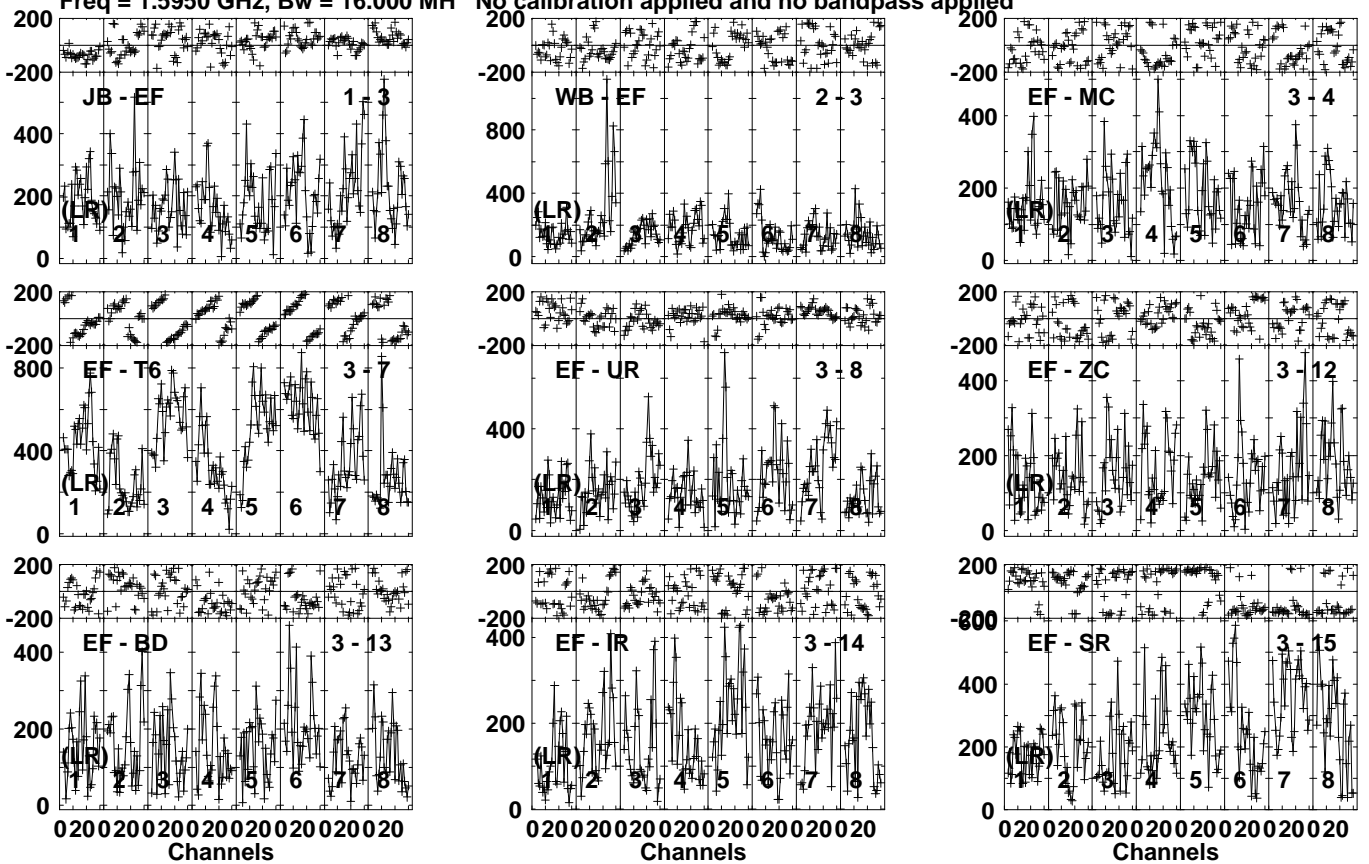 Freq = 1.5950 GHz, Bw = 16.000 MH No calibration applied and no bandpass applied
200
-200
JB - EF 1 - 3
400
200
0
(LR)
1 2 3 4 5 6 7 8
200
-200
WB - EF 2 - 3
800
400
0
(LR)
1 2 3 4 5 6 7 8
200
-200
EF - MC 3 - 4
400
200
0
(LR)
1 2 3 4 5 6 7 8
200
-200
EF - T6 3 - 7
800
400
0
(LR)
1 2 3 4 5 6 7 8
200
-200
EF - UR 3 - 8
400
0
(LR)
1 2 3 4 5 6 7 8
200
-200
EF - ZC 3 - 12
400
200
0
(LR)
1 2 3 4 5 6 7 8
200
-200
EF - BD 3 - 13
400
200
0
(LR)
1 2 3 4 5 6 7 8
0 20 0 20 0 20 0 20 0 20 0 20 0 20 0 20
Channels
200
-200
EF - IR 3 - 14
400
200
0
(LR)
1 2 3 4 5 6 7 8
0 20 0 20 0 20 0 20 0 20 0 20 0 20 0 20
Channels
200
-200
600
EF - SR 3 - 15
400
200
0
(LR)
1 2 3 4 5 6 7 8
0 20 0 20 0 20 0 20 0 20 0 20 0 20 0 20
Channels